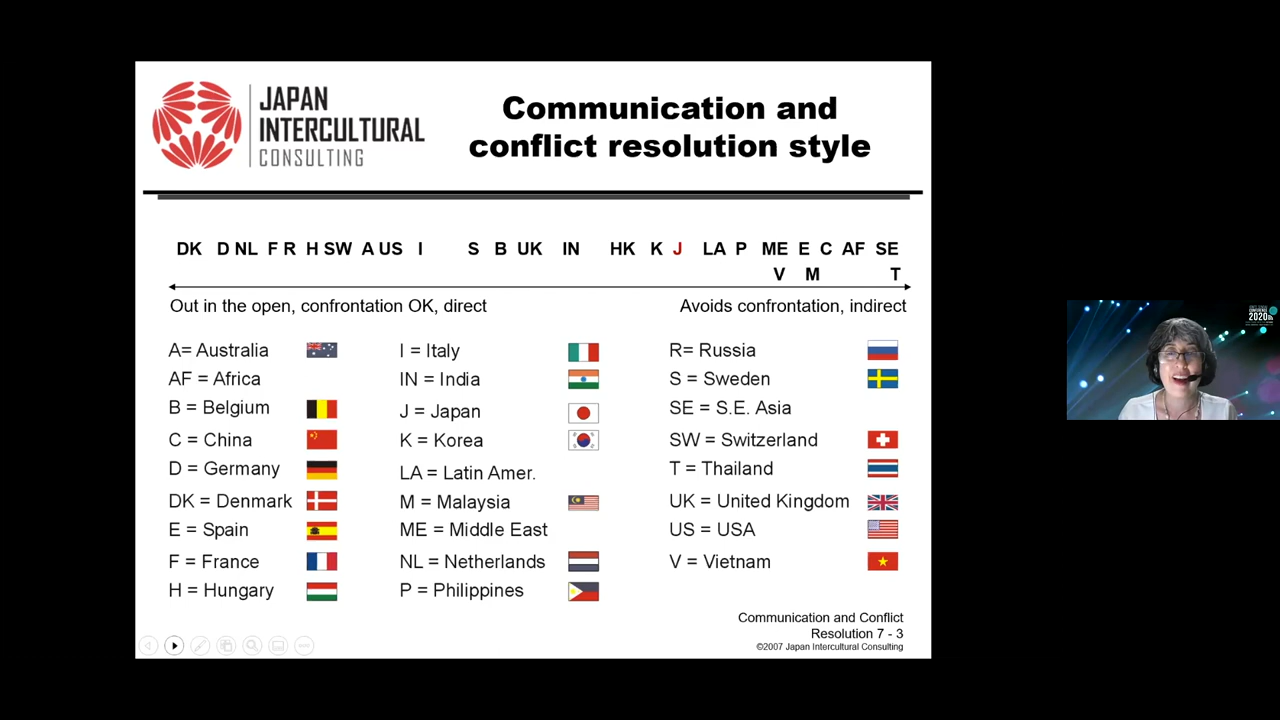 JAPAN
INTERCULTURAL
CONSULTING
Communication and
conflict resolution style
DK D NL F R H SW A US I S B UK IN HK K J LA P ME E C AF SE
V M T
Out in the open, confrontation OK, direct
Avoids confrontation, indirect
A= Australia
AF = Africa
B = Belgium
C = China
D = Germany
DK = Denmark
E = Spain
F = France
H = Hungary
I = Italy
IN = India
J = Japan
K = Korea
LA = Latin Amer.
M = Malaysia
ME = Middle East
NL = Netherlands
P = Philippines
R= Russia
S = Sweden
SE = S.E. Asia
SW = Switzerland
T = Thailand
UK = United Kingdom
US = USA
V = Vietnam
Communication and Conflict
Resolution 7 - 3
©2007 Japan Intercultural Consulting
CONFERENCE
2020